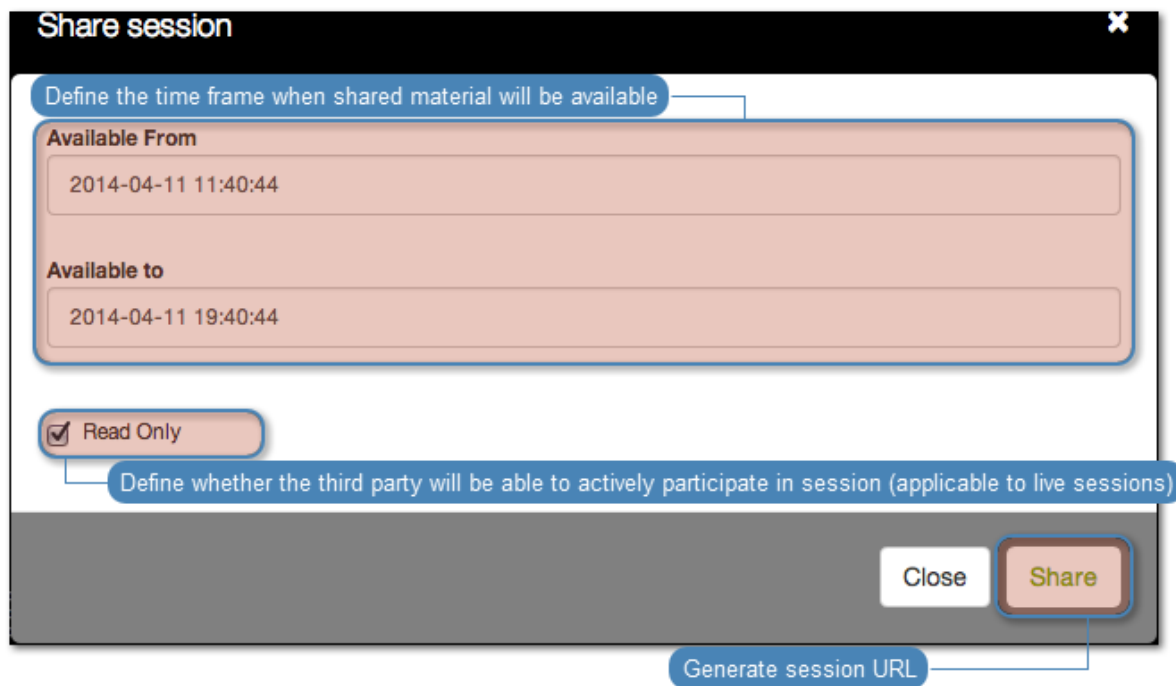 Share session
Define the time frame when shared material will be available
Available From
2014-04-11 11:40:44
Available to
2014-04-11 19:40:44
Read Only
Define whether the third party will be able to actively participate in session (applicable to live sessions)
Close Share
Generate session URL